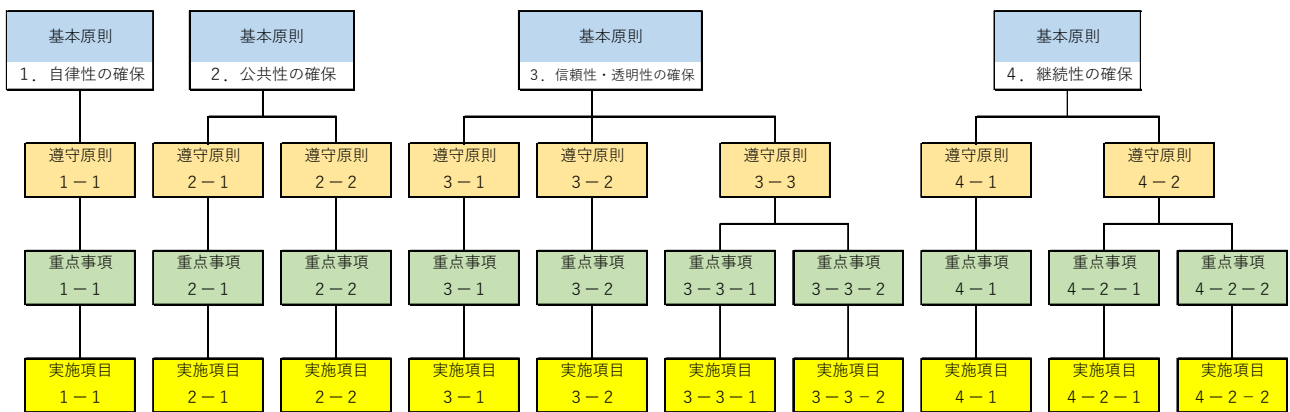 基本原則
1．自律性の確保
基本原則
2．公共性の確保
基本原則
3．信頼性・透明性の確保
基本原則
4．継続性の確保
遵守原則
1－1
遵守原則
2－1
遵守原則
2－2
遵守原則
3－1
遵守原則
3－2
遵守原則
3－3
遵守原則
4－1
遵守原則
4－2
重点事項
1－1
重点事項
2－1
重点事項
2－2
重点事項
3－1
重点事項
3－2
重点事項
3－3－1
重点事項
3－3－2
重点事項
4－1
重点事項
4－2－1
重点事項
4－2－2
実施項目
1－1
実施項目
2－1
実施項目
2－2
実施項目
3－1
実施項目
3－2
実施項目
3－3－1
実施項目
3－3－2
実施項目
4－1
実施項目
4－2－1
実施項目
4－2－2